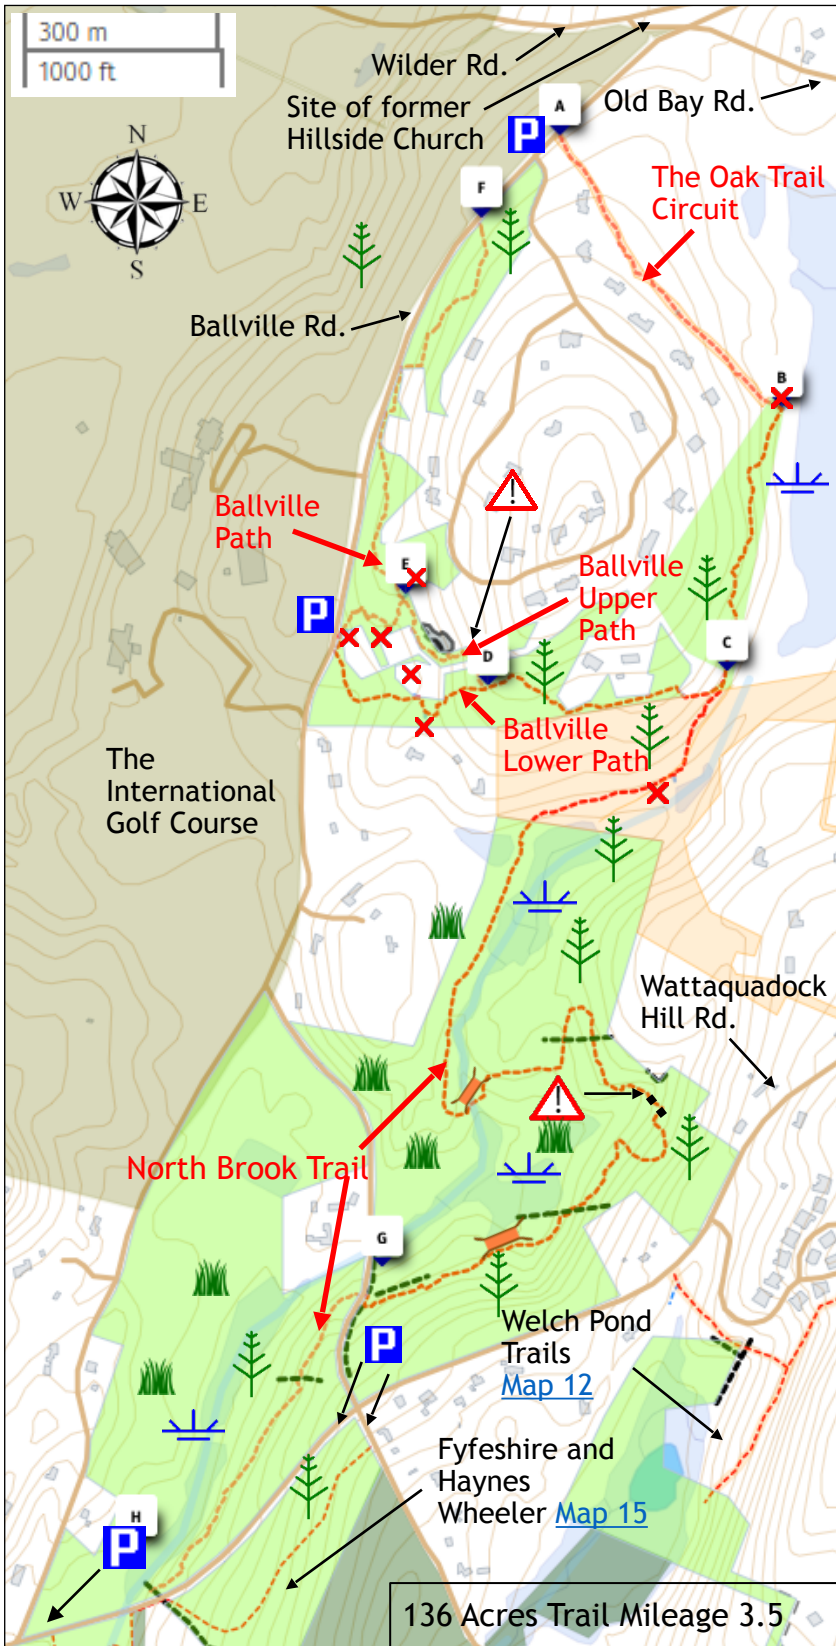 300 m
1000 ft
Wilder Rd.
Site of former
Hillside Church
A
Old Bay Rd.
P
N
W
E
S
F
The Oak Trail
Circuit
Ballville Rd.
B
!
Ballville
Path
E
Ballville
Upper
Path
P
C
D
Ballville
Lower Path
The
International
Golf Course
Wattaquadock
Hill Rd.
!
North Brook Trail
G
P
Welch Pond
Trails
Map 12
Fyfeshire and
Haynes
Wheeler Map 15
H
P
136 Acres Trail Mileage 3.5